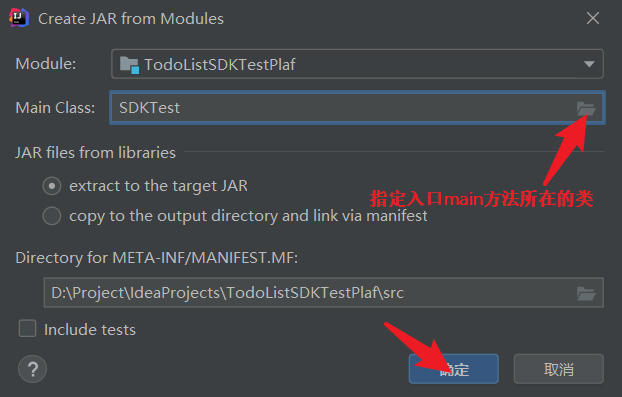 Create JAR from Modules
Module: TodoListSDKTestPlaf
Main Class: SDKTest
JAR files from libraries
extract to the target JAR
指定入口main方法所在的类
copy to the output directory and link via manifest
Directory for META-INF/MANIFEST.MF:
D:\Project\IdeaProjects\TodoListSDKTestPlaf\src
Include tests
? 确定 取消